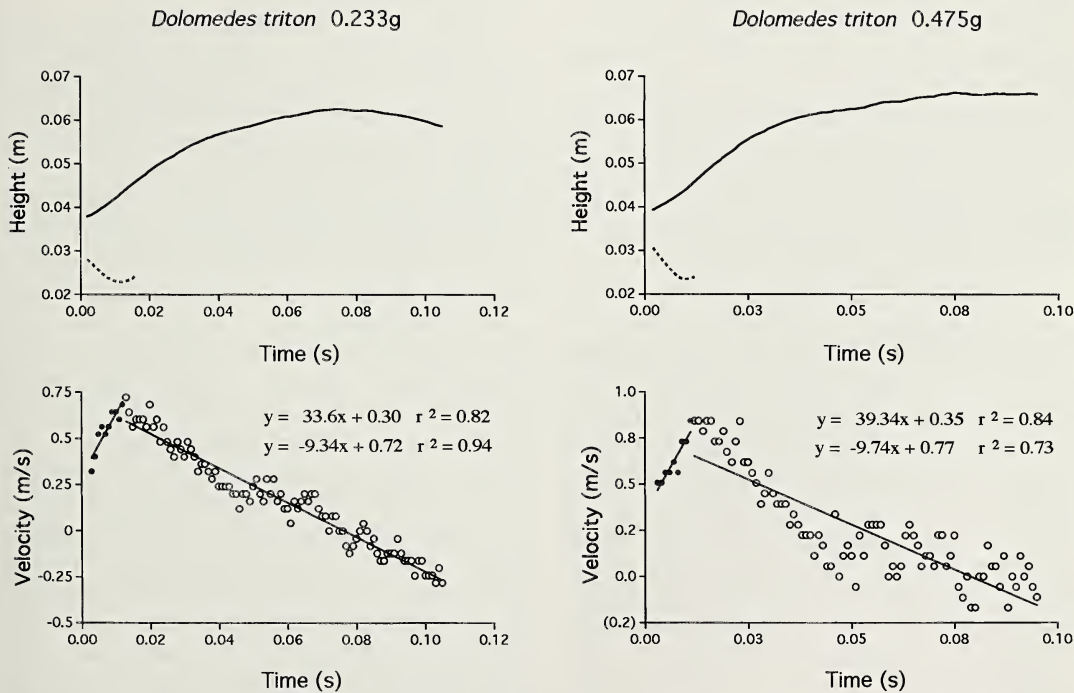 Dolomedes triton 0.233g
0.07
0.06
0.05
0.04
0.03
0.02
Height (m)
0.00 0.02 0.04 0.06 0.08 0.10 0.12
Time (s)
0.75
0.5
0.25
0
-0.25
-0.5
Velocity (m/s)
y = 33.6x + 0.30 r 2 = 0.82
y = -9.34x + 0.72 r 2 = 0.94
0.00 0.02 0.04 0.06 0.08 0.10 0.12
Time (s)
Dolomedes triton 0.475g
0.07
0.06
0.05
0.04
0.03
0.02
Height (m)
0.00 0.03 0.05 0.08 0.10
Time (s)
1.0
0.8
0.5
0.2
0.0
(0.2)
Velocity (m/s)
y = 39.34x + 0.35 r 2 = 0.84
y = -9.74x + 0.77 r 2 = 0.73
0.00 0.03 0.05 0.08 0.10
Time (s)